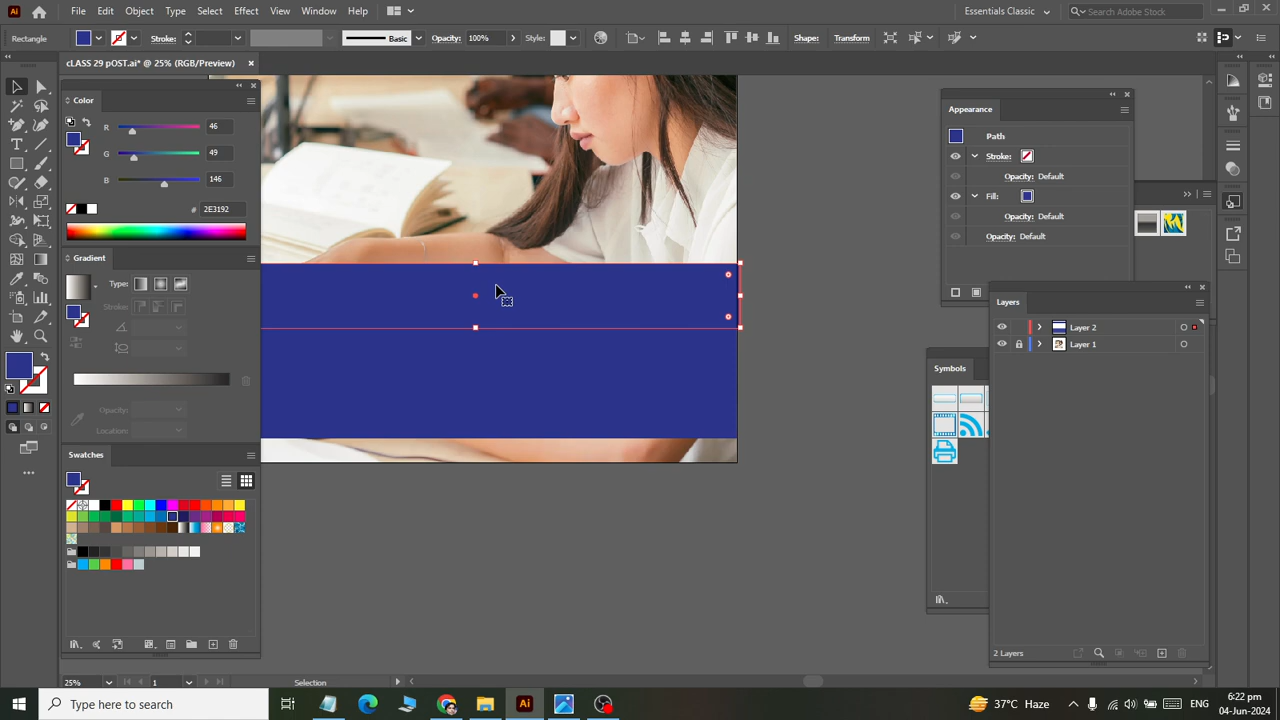 Ai
File Edit Object Type Select Effect View Window Help
Essentials Classic
Search Adobe Stock
Rectangle
Stroke:
Basic
Opacity: 100%
Style:
Shape:
Transform
cLASS 29 pOST.ai* @ 25% (RGB/Preview)
Color
R 46
G 49
B 146
# 2E3192
Gradient
Type:
Stroke:
Opacity:
Location:
Swatches
Appearance
Path
Stroke:
Opacity: Default
Fill:
Opacity: Default
Opacity: Default
Layers
Layer 2
Layer 1
Symbols
2 Layers
25%
1
Selection
Type here to search
Ai
37°C Haze
6:22 pm
04-Jun-2024